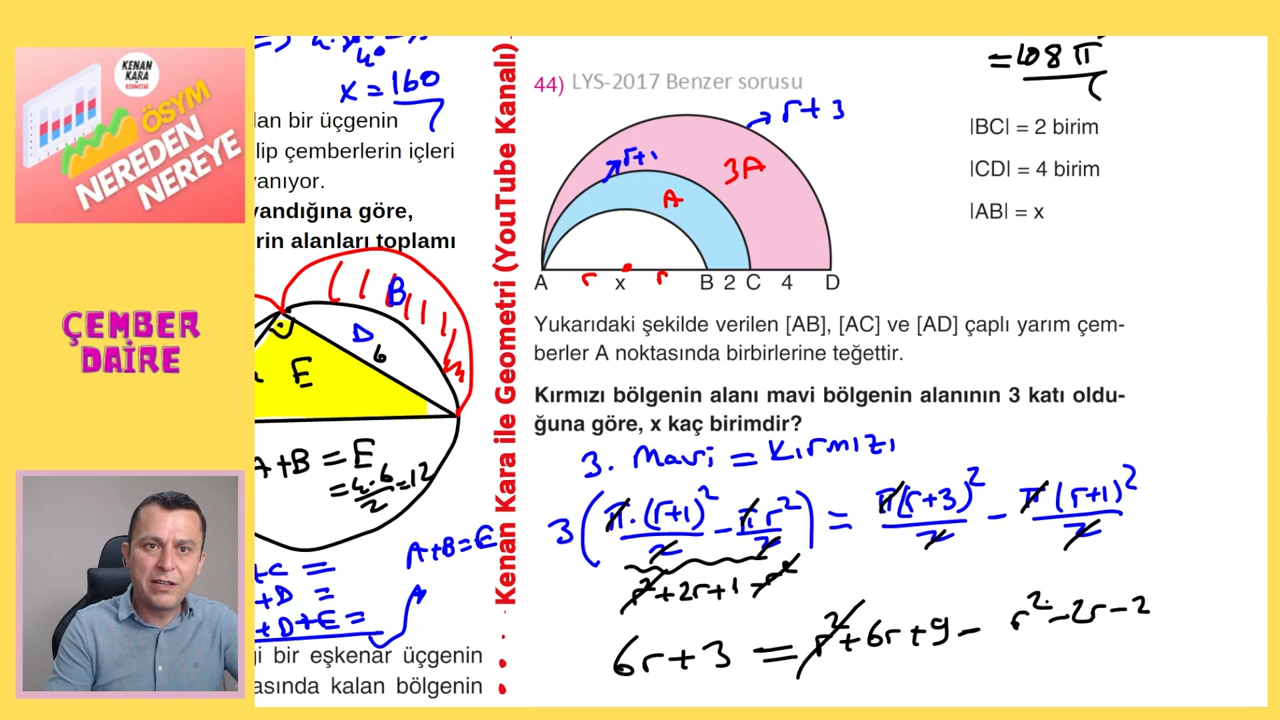 KENAN
KARA
ÖSYM
NEREDEN
NEREYE
ÇEMBER
DAİRE
x = 160
lan bir üçgenin
lip çemberlerin içleri
yanıyor.
yandığına göre,
rin alanları toplamı
B
D
6
E
A+B = E
= 4.6/2 = 12
A+B=E
+C =
+D =
+D+E =
ği bir eşkenar üçgenin
asında kalan bölgenin
Kenan Kara ile Geometri (YouTube Kanalı)
44) LYS-2017 Benzer sorusu
r+3
r+1
3A
A
r r
A x B 2 C 4 D
= 108 π
|BC| = 2 birim
|CD| = 4 birim
|AB| = x
Yukarıdaki şekilde verilen [AB], [AC] ve [AD] çaplı yarım çem-
berler A noktasında birbirlerine teğettir.
Kırmızı bölgenin alanı mavi bölgenin alanının 3 katı oldu-
ğuna göre, x kaç birimdir?
3. Mavi = Kırmızı
3(π.(r+1)²/2 - πr²/2) = π(r+3)²/2 - π(r+1)²/2
r²+2r+1-r²
6r+3 = r²+6r+9- r²-2r-2